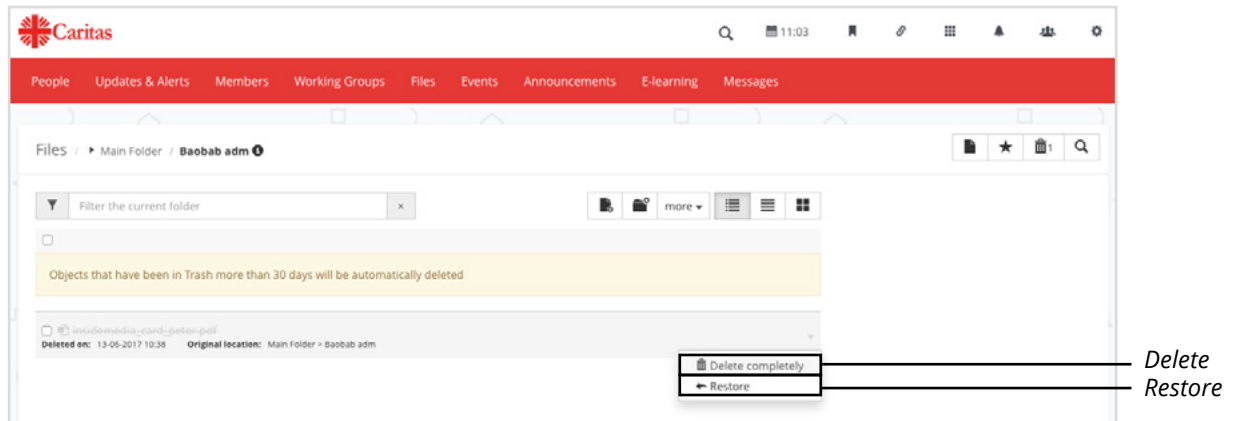 Caritas
11:03
People Updates & Alerts Members Working Groups Files Events Announcements E-learning Messages
Files / Main Folder / Baobab adm
1
Filter the current folder ×
more
Objects that have been in Trash more than 30 days will be automatically deleted
insidemedia_card_peter.pdf
Deleted on: 13-06-2017 10:38 Original location: Main Folder > Baobab adm
Delete completely
Delete
Restore
Restore